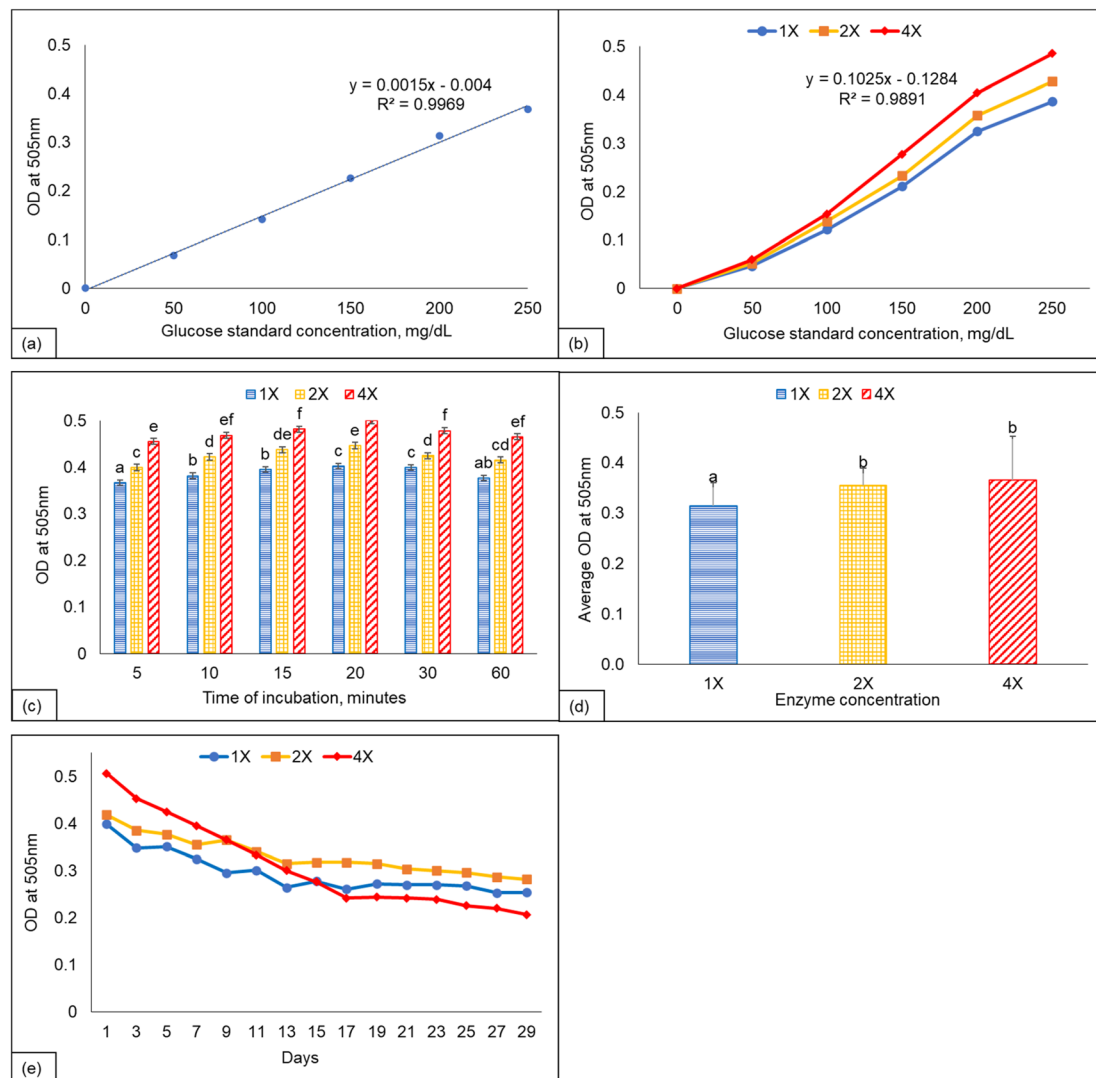 0.5
0.4
0.3
0.2
0.1
0
y = 0.0015x - 0.004
R² = 0.9969
OD at 505nm
0 50 100 150 200 250
Glucose standard concentration, mg/dL
(a)
1X 2X 4X
0.5
0.4
0.3
0.2
0.1
0
y = 0.1025x - 0.1284
R² = 0.9891
OD at 505nm
0 50 100 150 200 250
Glucose standard concentration, mg/dL
(b)
1X 2X 4X
0.5
0.4
0.3
0.2
0.1
0
OD at 505nm
a c e b d ef b de f c e c d f ab cd ef
5 10 15 20 30 60
Time of incubation, minutes
(c)
1X 2X 4X
0.5
0.4
0.3
0.2
0.1
0.0
Average OD at 505nm
a b b
1X 2X 4X
Enzyme concentration
(d)
1X 2X 4X
0.5
0.4
0.3
0.2
0.1
0
OD at 505nm
1 3 5 7 9 11 13 15 17 19 21 23 25 27 29
Days
(e)